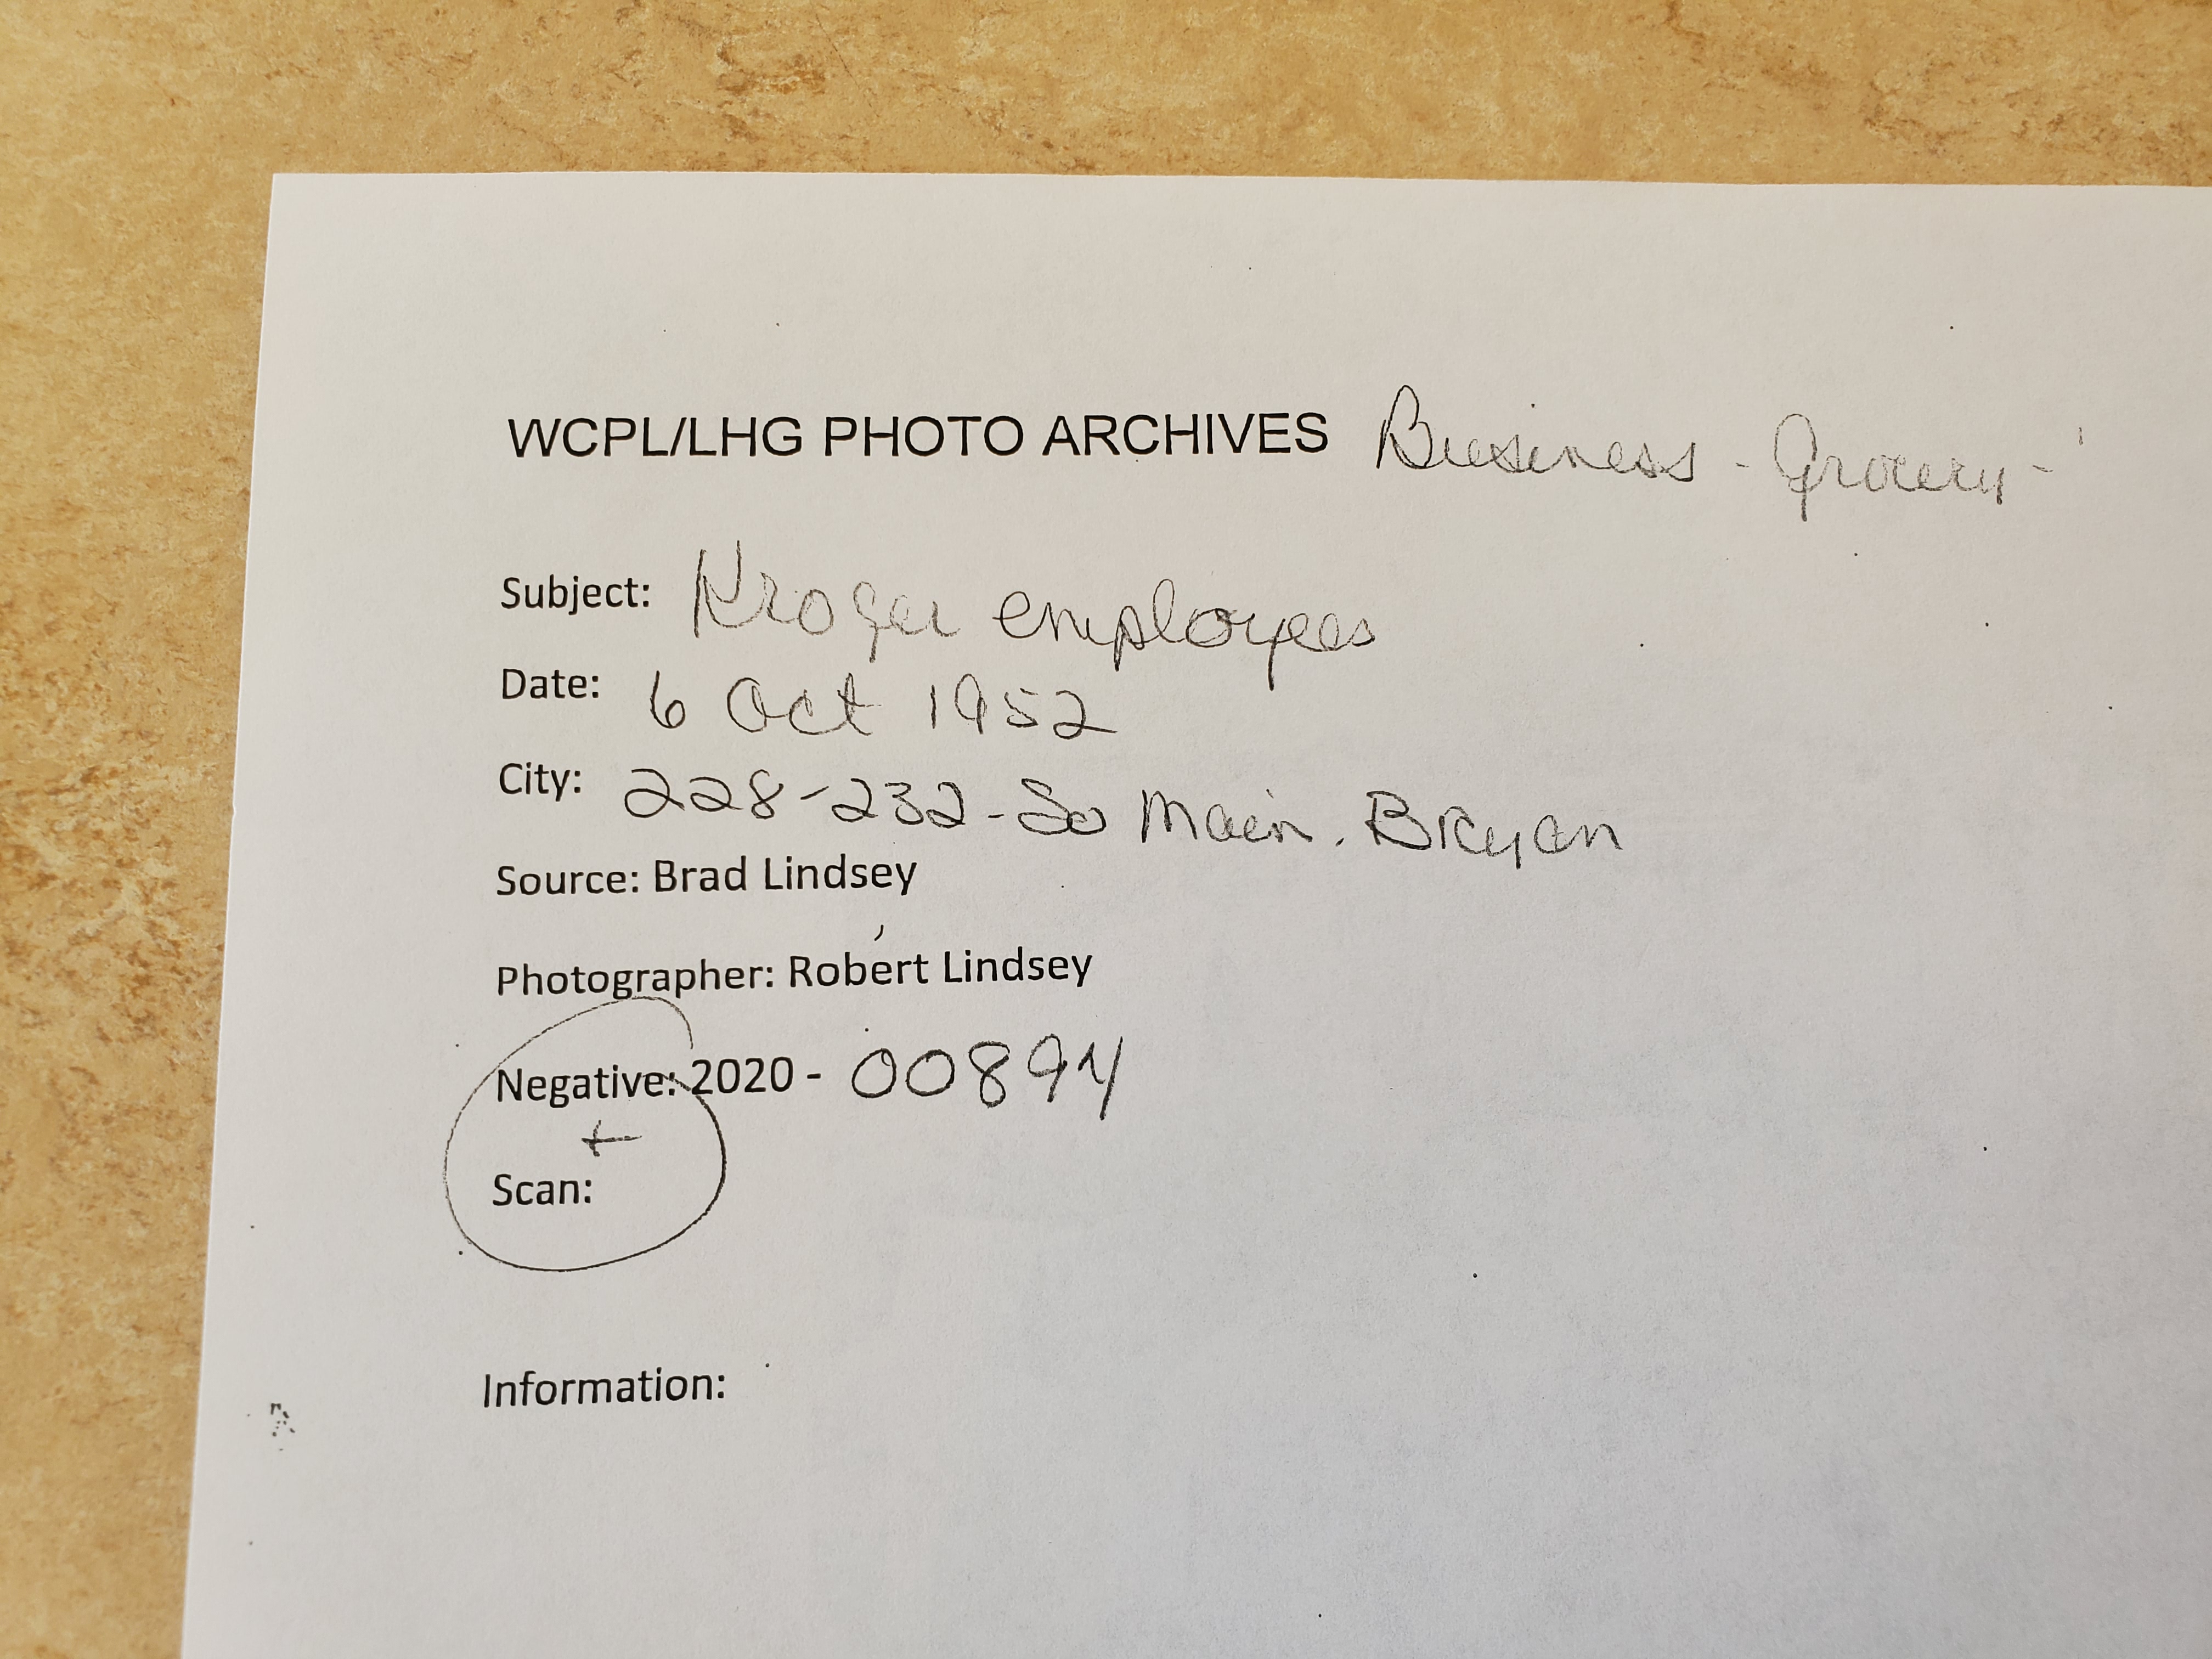 WCPL/LHG PHOTO ARCHIVES Business - Grocery -
Subject: Kroger employees
Date: 6 Oct 1952
City: 228-232-So Main. Bryan
Source: Brad Lindsey
Photographer: Robert Lindsey
Negative: 2020 - 00894
+
Scan:
Information: